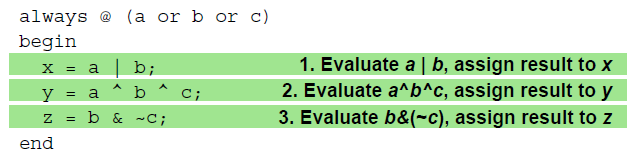 always @ (a or b or c)
begin
x = a | b; 1. Evaluate a | b, assign result to x
y = a ^ b ^ c; 2. Evaluate a^b^c, assign result to y
z = b & ~c; 3. Evaluate b&(~c), assign result to z
end